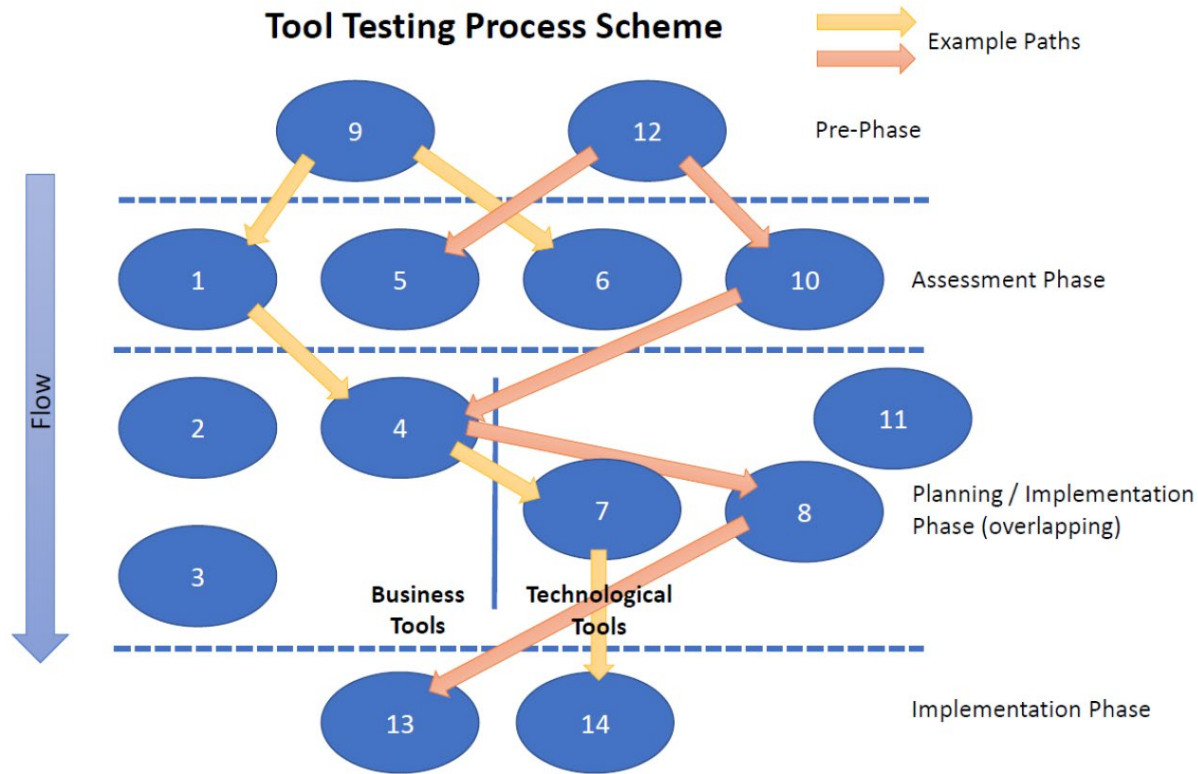 Tool Testing Process Scheme
Example Paths
9
12
Pre-Phase
1
5
6
10
Assessment Phase
Flow
2
4
11
7
8
Planning / Implementation
Phase (overlapping)
3
Business
Tools
Technological
Tools
13
14
Implementation Phase